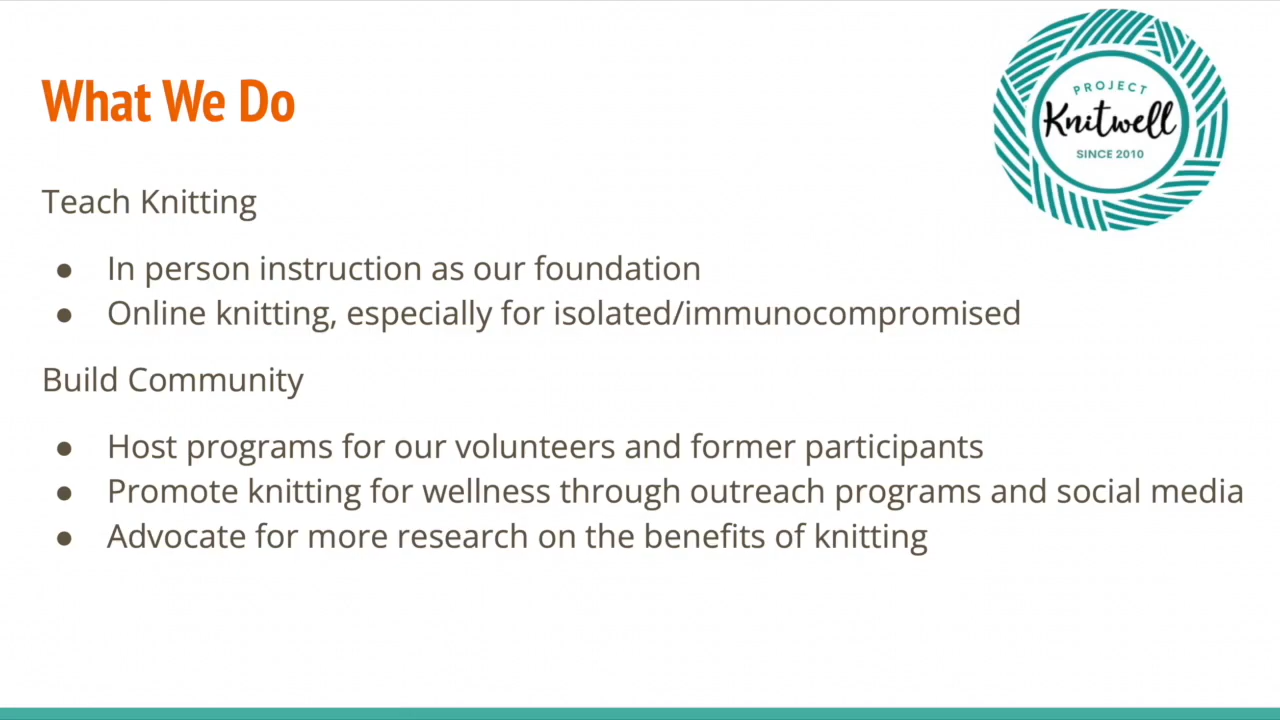 What We Do
PROJECT
Knitwell
SINCE 2010
Teach Knitting
● In person instruction as our foundation
● Online knitting, especially for isolated/immunocompromised
Build Community
● Host programs for our volunteers and former participants
● Promote knitting for wellness through outreach programs and social media
● Advocate for more research on the benefits of knitting